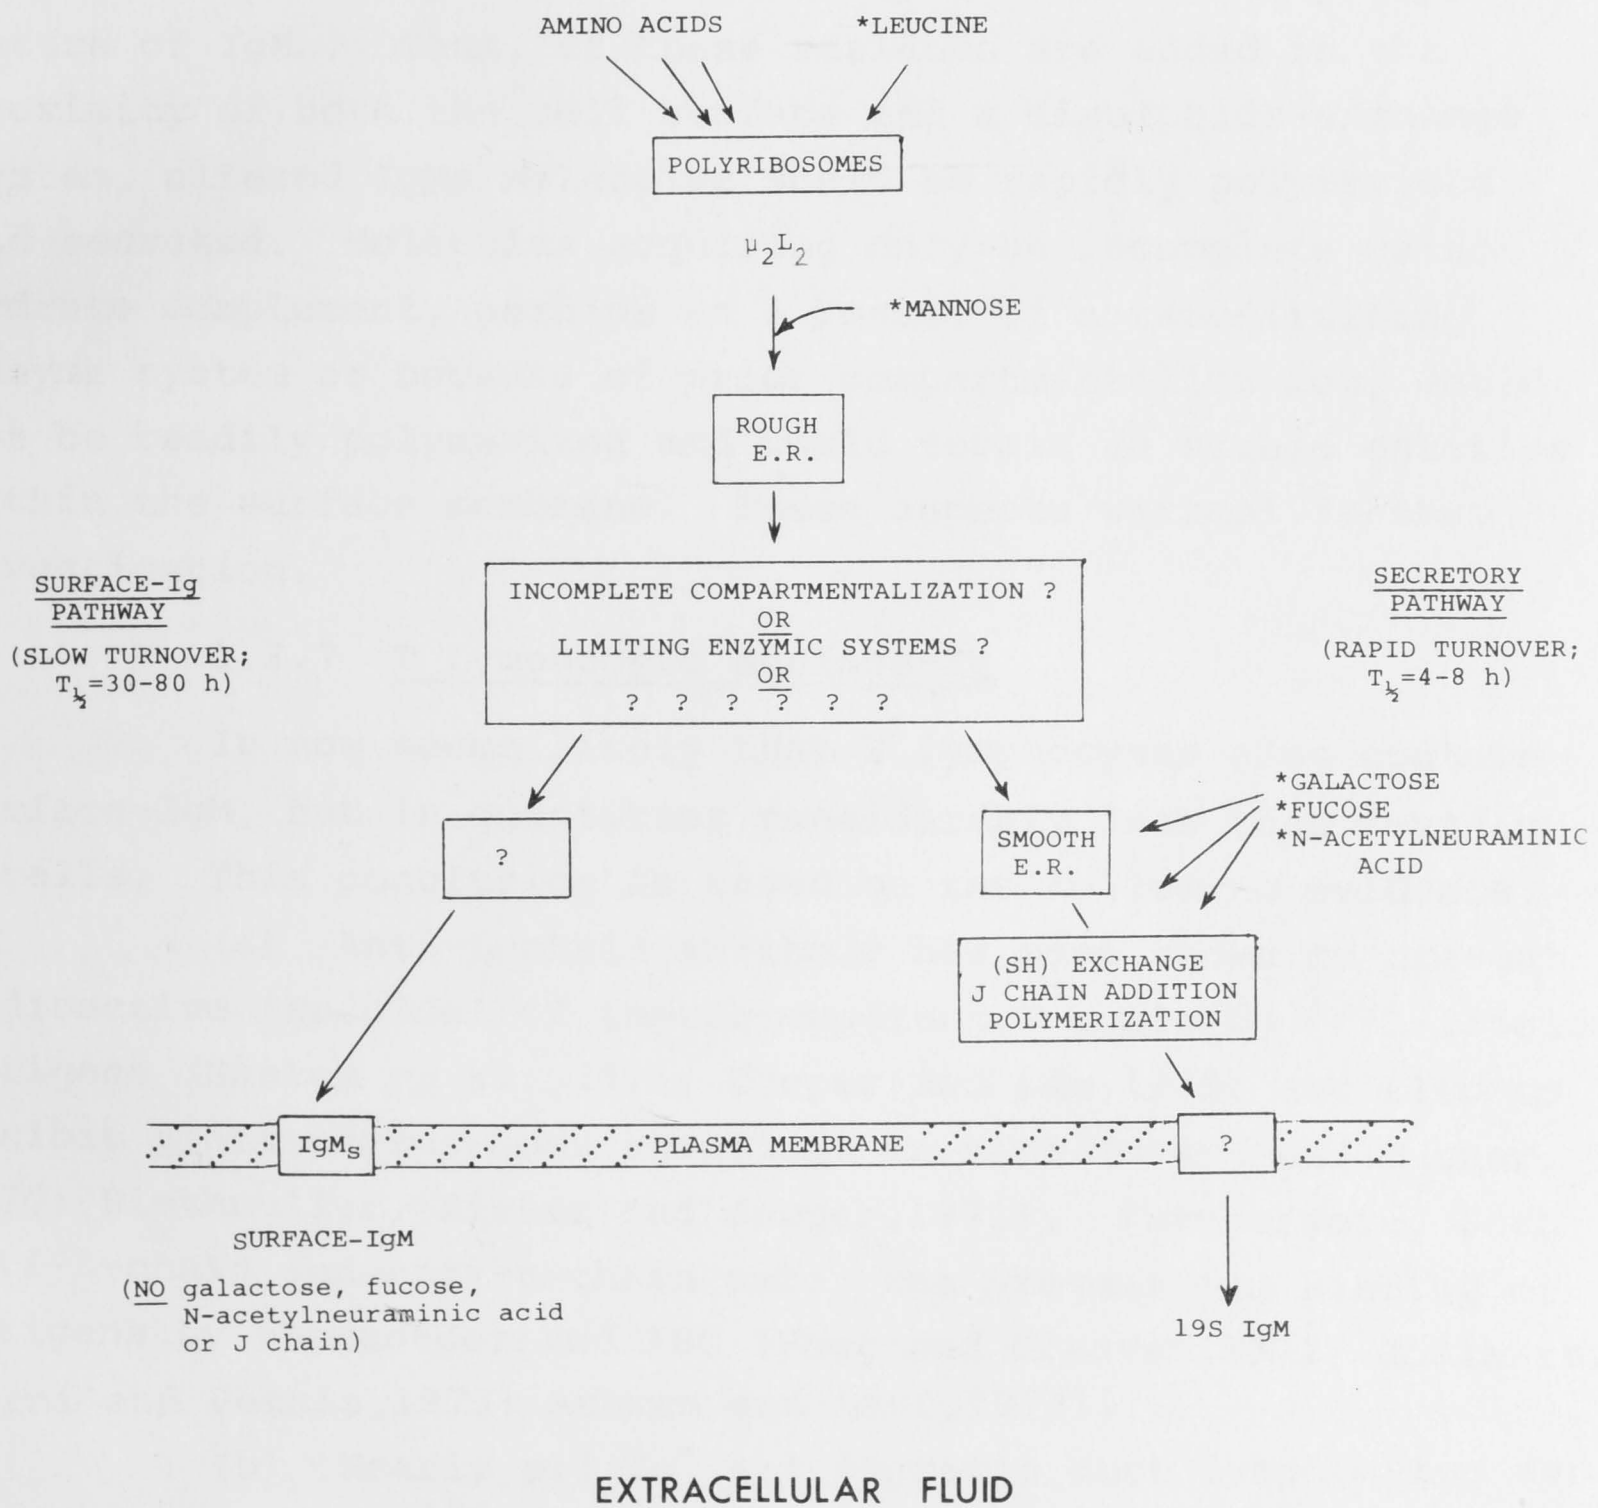 AMINO ACIDS *LEUCINE
POLYRIBOSOMES
μ₂L₂
*MANNOSE
ROUGH
E.R.
SURFACE-Ig
PATHWAY
(SLOW TURNOVER;
T½=30-80 h)
INCOMPLETE COMPARTMENTALIZATION ?
OR
LIMITING ENZYMIC SYSTEMS ?
OR
? ? ? ? ? ?
SECRETORY
PATHWAY
(RAPID TURNOVER;
T½=4-8 h)
?
SMOOTH
E.R.
*GALACTOSE
*FUCOSE
*N-ACETYLNEURAMINIC
ACID
(SH) EXCHANGE
J CHAIN ADDITION
POLYMERIZATION
IgMs PLASMA MEMBRANE ?
SURFACE-IgM
(NO galactose, fucose,
N-acetylneuraminic acid
or J chain)
19S IgM
EXTRACELLULAR FLUID